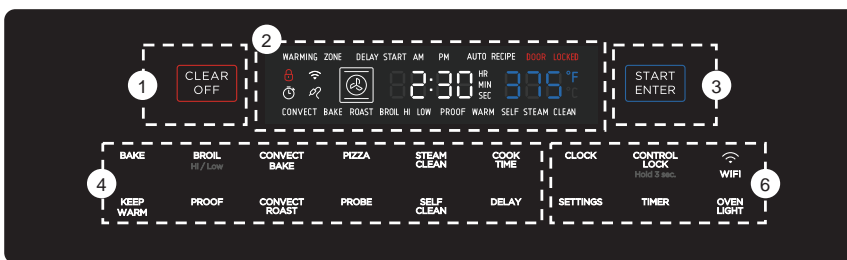 2
WARMING ZONE DELAY START AM PM AUTO RECIPE DOOR LOCKED
1
CLEAR
OFF
2:30
HR
MIN
SEC
375 °F
°C
START
ENTER
3
CONVECT BAKE ROAST BROIL HI LOW PROOF WARM SELF STEAM CLEAN
4
BAKE
BROIL
Hi / Low
CONVECT
BAKE
PIZZA
STEAM
CLEAN
COOK
TIME
KEEP
WARM
PROOF
CONVECT
ROAST
PROBE
SELF
CLEAN
DELAY
CLOCK
CONTROL
LOCK
Hold 3 sec.
WIFI
6
SETTINGS
TIMER
OVEN
LIGHT